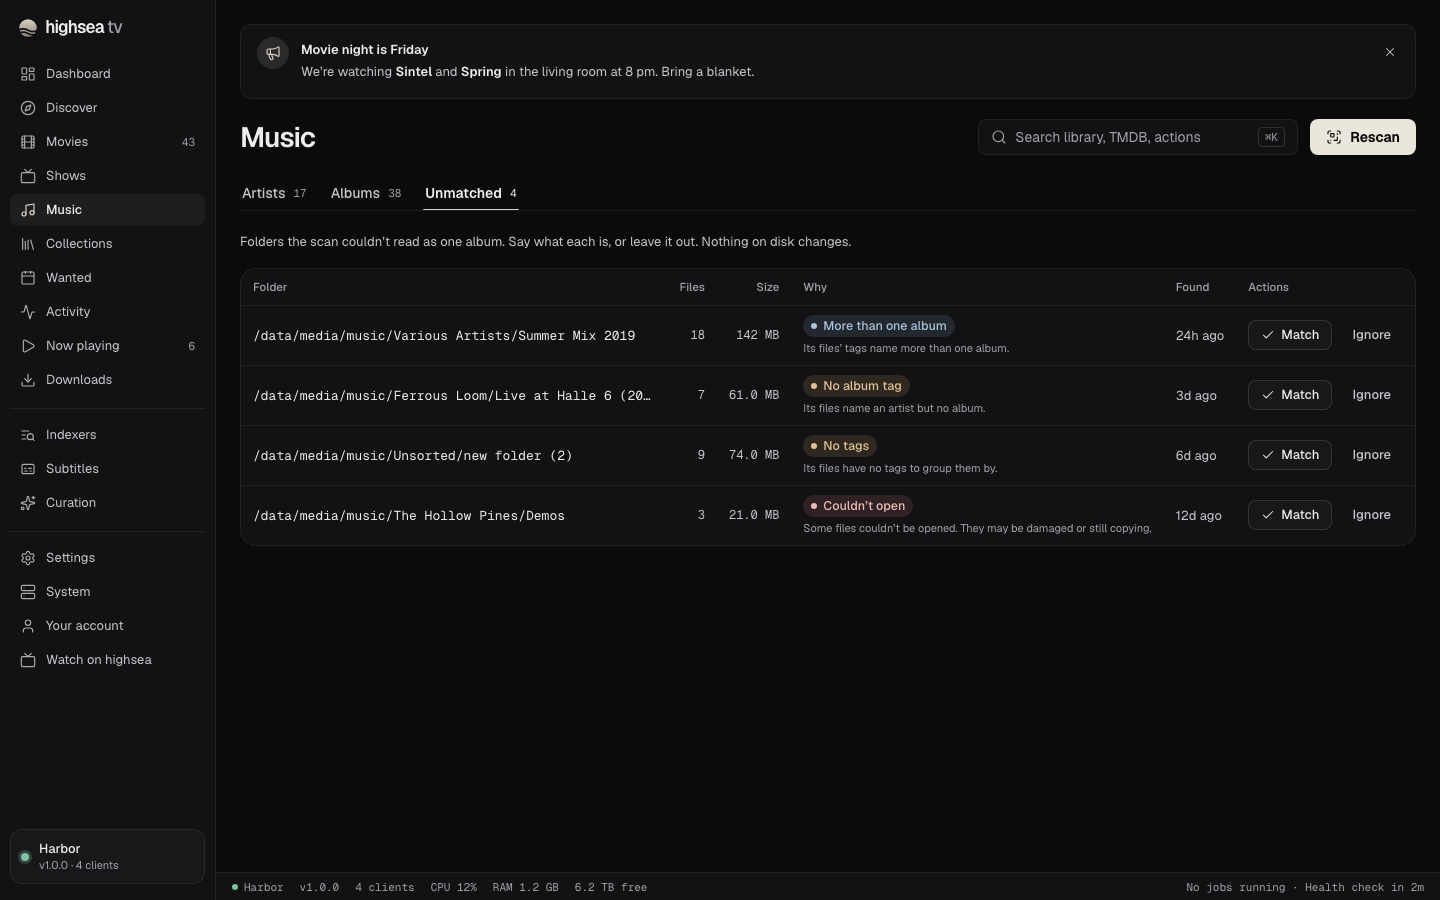 highsea tv
Dashboard
Discover
Movies 43
Shows
Music
Collections
Wanted
Activity
Now playing 6
Downloads
Indexers
Subtitles
Curation
Settings
System
Your account
Watch on highsea
Harbor
v1.0.0 · 4 clients
Movie night is Friday
We're watching Sintel and Spring in the living room at 8 pm. Bring a blanket.
Music
Search library, TMDB, actions ⌘K
Rescan
Artists 17 Albums 38 Unmatched 4
Folders the scan couldn't read as one album. Say what each is, or leave it out. Nothing on disk changes.
Folder Files Size Why Found Actions
/data/media/music/Various Artists/Summer Mix 2019 18 142 MB More than one album 24h ago Match Ignore
Its files' tags name more than one album.
/data/media/music/Ferrous Loom/Live at Halle 6 (20… 7 61.0 MB No album tag 3d ago Match Ignore
Its files name an artist but no album.
/data/media/music/Unsorted/new folder (2) 9 74.0 MB No tags 6d ago Match Ignore
Its files have no tags to group them by.
/data/media/music/The Hollow Pines/Demos 3 21.0 MB Couldn't open 12d ago Match Ignore
Some files couldn't be opened. They may be damaged or still copying.
Harbor v1.0.0 4 clients CPU 12% RAM 1.2 GB 6.2 TB free No jobs running · Health check in 2m